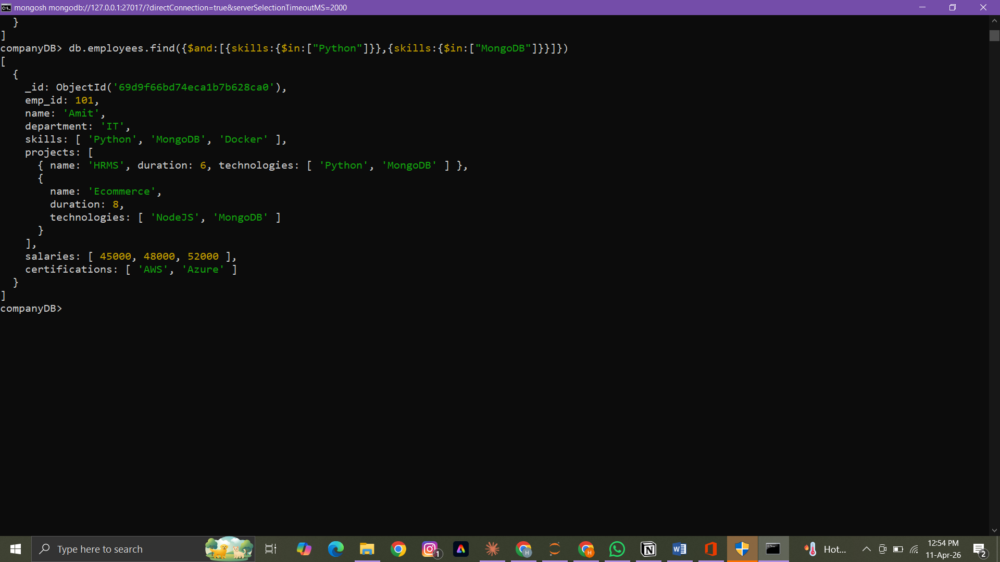 mongosh mongodb://127.0.0.1:27017/?directConnection=true&serverSelectionTimeoutMS=2000
  }
]
companyDB> db.employees.find({$and:[{skills:{$in:["Python"]}},{skills:{$in:["MongoDB"]}}]})
[
  {
    _id: ObjectId('69d9f66bd74eca1b7b628ca0'),
    emp_id: 101,
    name: 'Amit',
    department: 'IT',
    skills: [ 'Python', 'MongoDB', 'Docker' ],
    projects: [
      { name: 'HRMS', duration: 6, technologies: [ 'Python', 'MongoDB' ] },
      {
        name: 'Ecommerce',
        duration: 8,
        technologies: [ 'NodeJS', 'MongoDB' ]
      }
    ],
    salaries: [ 45000, 48000, 52000 ],
    certifications: [ 'AWS', 'Azure' ]
  }
]
companyDB>
Type here to search
1
Hot...
12:54 PM
11-Apr-26
2